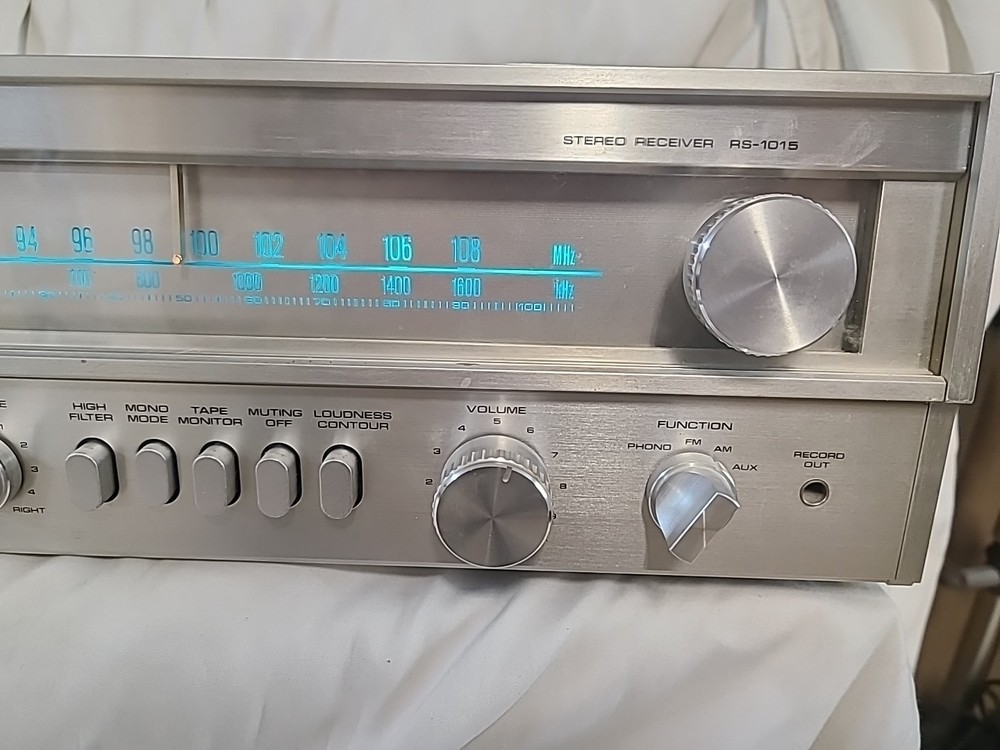 STEREO RECEIVER RS-1015
94 96 98 100 102 104 106 108 MHz
800 1000 1200 1400 1600 kHz
50 60 70 80 90 100
HIGH FILTER
MONO MODE
TAPE MONITOR
MUTING OFF
LOUDNESS CONTOUR
VOLUME
2 3 4 5 6 7 8
FUNCTION
PHONO FM AM AUX
RECORD OUT
2
3
4
RIGHT